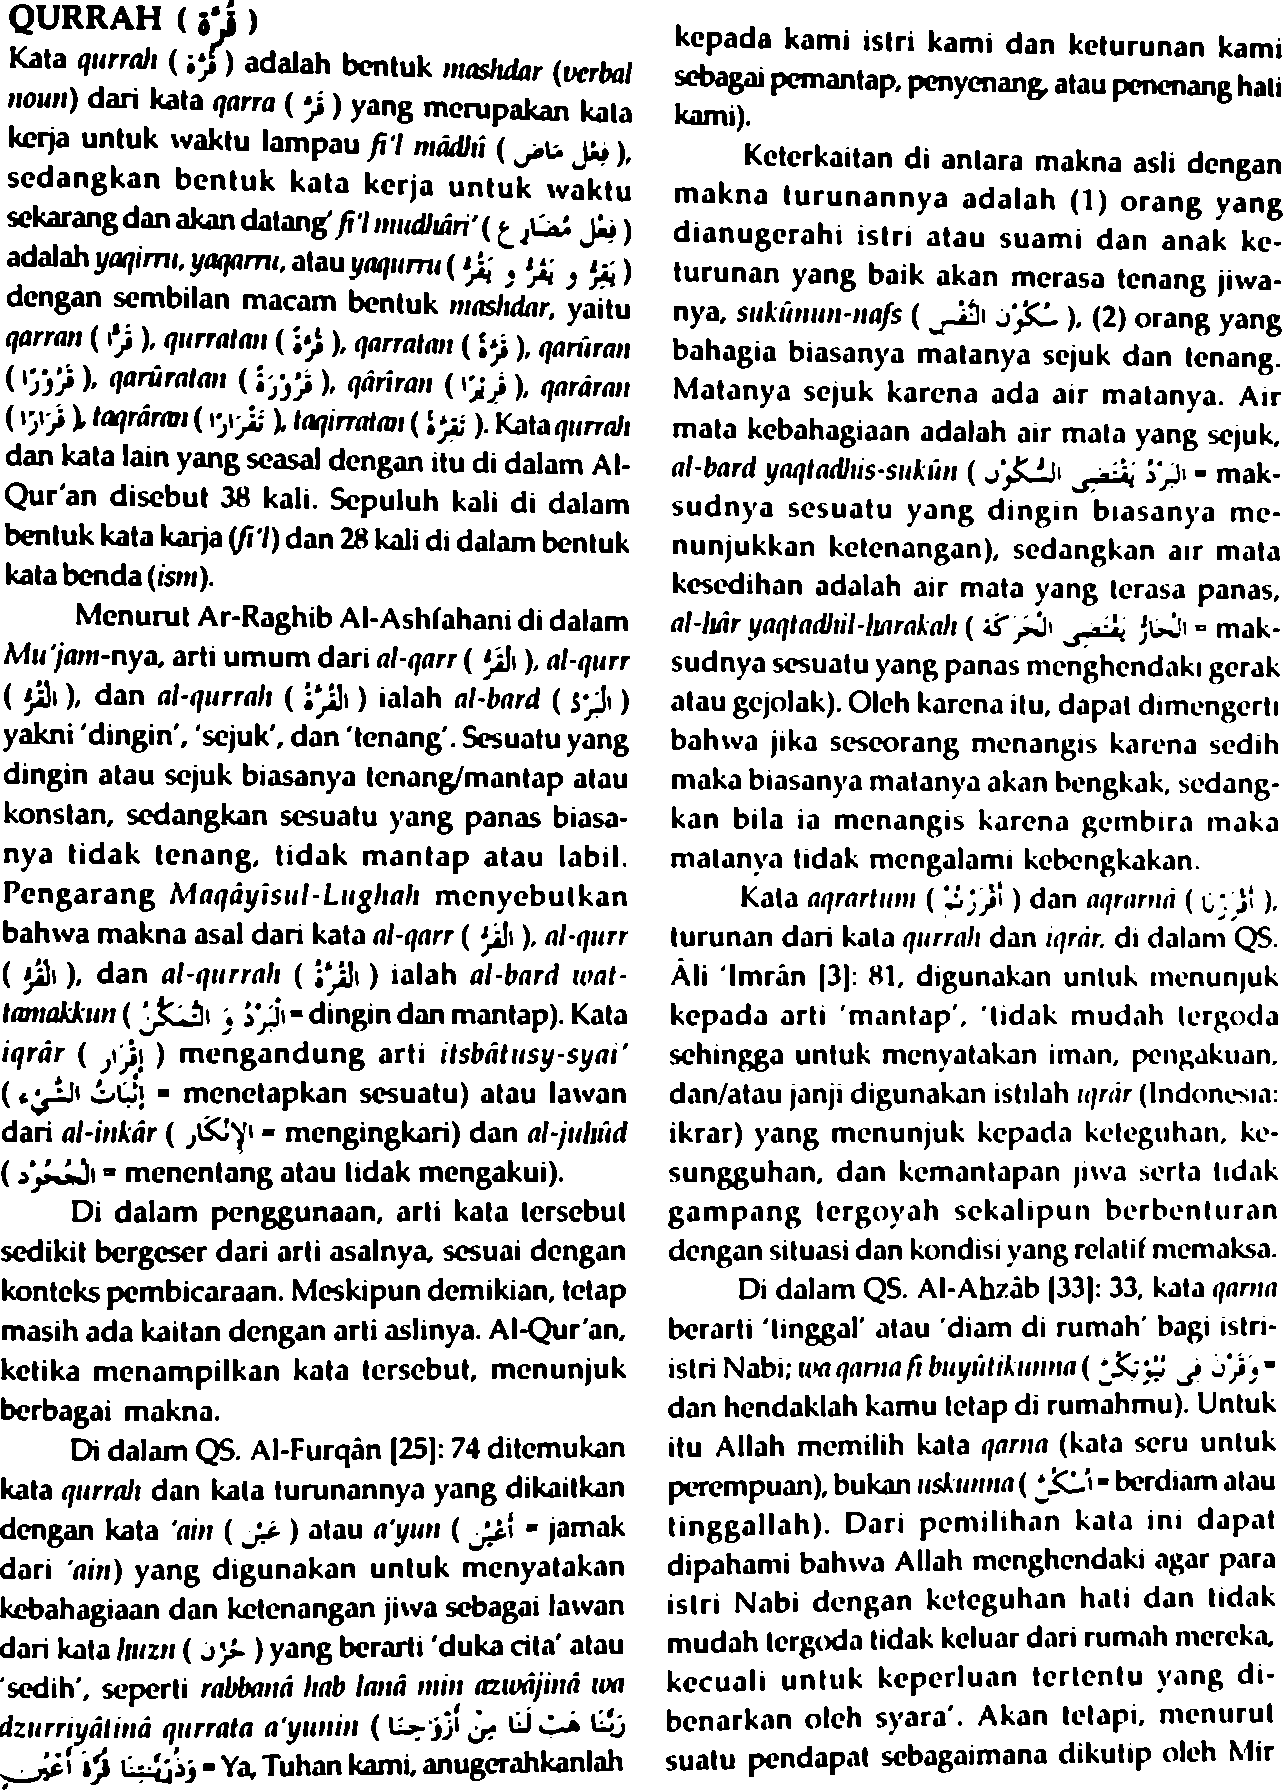 QURRAH ( قُرَّة )
Kata qurrah ( قُرَّة ) adalah bentuk mashdar (verbal
noun) dari kata qarra ( قَرَّ ) yang merupakan kata
kerja untuk waktu lampau fi'l mâdhî ( فِعْل مَاضِى ),
sedangkan bentuk kata kerja untuk waktu
sekarang dan akan datang fi'l mudhâri' ( فِعْل مُضَارِع )
adalah yaqirru, yaqarru, atau yaqurru ( يَقِرُّ و يَقَرُّ و يَقُرُّ )
dengan sembilan macam bentuk mashdar, yaitu
qarran ( قَرًّا ), qurratan ( قُرَّةً ), qarratan ( قَرَّةً ), qarûran
( قَرُوْرًا ), qarûratan ( قَرُوْرَةً ), qârîran ( قَرِيْرًا ), qarâran
( قَرَارًا ), taqrâran ( تَقْرَارًا ), taqirratan ( تَقِرَّةً ). Kata qurrah
dan kata lain yang seasal dengan itu di dalam Al-
Qur'an disebut 38 kali. Sepuluh kali di dalam
bentuk kata karja (fi'l) dan 28 kali di dalam bentuk
kata benda (ism).
Menurut Ar-Raghib Al-Ashfahani di dalam
Mu'jam-nya, arti umum dari al-qarr ( القَرّ ), al-qurr
( القُرّ ), dan al-qurrah ( القُرَّة ) ialah al-bard ( البَرْدُ )
yakni 'dingin', 'sejuk', dan 'tenang'. Sesuatu yang
dingin atau sejuk biasanya tenang/mantap atau
konstan, sedangkan sesuatu yang panas biasa-
nya tidak tenang, tidak mantap atau labil.
Pengarang Maqâyîsul-Lughah menyebutkan
bahwa makna asal dari kata al-qarr ( القَرّ ), al-qurr
( القُرّ ), dan al-qurrah ( القُرَّة ) ialah al-bard wat-
tamakkun ( البَرْدُ وَ التَّمَكُّنُ = dingin dan mantap). Kata
iqrâr ( إِقْرَار ) mengandung arti itsbâtusy-syai'
( إِثْبَاتُ الشَّيْء = menetapkan sesuatu) atau lawan
dari al-inkâr ( الإِنْكَار = mengingkari) dan al-juhûd
( الجُحُوْد = menentang atau tidak mengakui).
Di dalam penggunaan, arti kata tersebut
sedikit bergeser dari arti asalnya, sesuai dengan
konteks pembicaraan. Meskipun demikian, tetap
masih ada kaitan dengan arti aslinya. Al-Qur'an,
ketika menampilkan kata tersebut, menunjuk
berbagai makna.
Di dalam QS. Al-Furqân [25]: 74 ditemukan
kata qurrah dan kata turunannya yang dikaitkan
dengan kata 'ain ( عَيْن ) atau a'yun ( أَعْيُن = jamak
dari 'ain) yang digunakan untuk menyatakan
kebahagiaan dan ketenangan jiwa sebagai lawan
dari kata huzn ( حُزْن ) yang berarti 'duka cita' atau
'sedih', seperti rabbanâ hab lanâ min azwâjinâ wa
dzurriyâtinâ qurrata a'yunin ( رَبَّنَا هَبْ لَنَا مِنْ أَزْوَاجِنَا
وَذُرِّيَّاتِنَا قُرَّةَ أَعْيُنٍ = Ya, Tuhan kami, anugerahkanlah
kepada kami istri kami dan keturunan kami
sebagai pemantap, penyenang, atau penenang hati
kami).
Keterkaitan di antara makna asli dengan
makna turunannya adalah (1) orang yang
dianugerahi istri atau suami dan anak ke-
turunan yang baik akan merasa tenang jiwa-
nya, sukûnun-nafs ( سُكُوْن النَّفْس ), (2) orang yang
bahagia biasanya matanya sejuk dan tenang.
Matanya sejuk karena ada air matanya. Air
mata kebahagiaan adalah air mata yang sejuk,
al-bard yaqtadhis-sukûn ( البَرْدُ يَقْتَضِى السُّكُوْن = mak-
sudnya sesuatu yang dingin biasanya me-
nunjukkan ketenangan), sedangkan air mata
kesedihan adalah air mata yang terasa panas,
al-hâr yaqtadhil-harakah ( الحَارُّ يَقْتَضِى الحَرَكَة = mak-
sudnya sesuatu yang panas menghendaki gerak
atau gejolak). Oleh karena itu, dapat dimengerti
bahwa jika seseorang menangis karena sedih
maka biasanya matanya akan bengkak, sedang-
kan bila ia menangis karena gembira maka
matanya tidak mengalami kebengkakan.
Kata aqrartum ( أَقْرَرْتُمْ ) dan aqrarnâ ( أَقْرَرْنَا ),
turunan dari kata qurrah dan iqrâr, di dalam QS.
Âli 'Imrân [3]: 81, digunakan untuk menunjuk
kepada arti 'mantap', 'tidak mudah tergoda
sehingga untuk menyatakan iman, pengakuan,
dan/atau janji digunakan istilah iqrâr (Indonesia:
ikrar) yang menunjuk kepada keteguhan, ke-
sungguhan, dan kemantapan jiwa serta tidak
gampang tergoyah sekalipun berbenturan
dengan situasi dan kondisi yang relatif memaksa.
Di dalam QS. Al-Ahzâb [33]: 33, kata qarna
berarti 'tinggal' atau 'diam di rumah' bagi istri-
istri Nabi; wa qarna fî buyûtikunna ( وَقَرْنَ فِى بُيُوْتِكُنَّ =
dan hendaklah kamu tetap di rumahmu). Untuk
itu Allah memilih kata qarna (kata seru untuk
perempuan), bukan uskunna ( أُسْكُنَّ = berdiam atau
tinggallah). Dari pemilihan kata ini dapat
dipahami bahwa Allah menghendaki agar para
istri Nabi dengan keteguhan hati dan tidak
mudah tergoda tidak keluar dari rumah mereka,
kecuali untuk keperluan tertentu yang di-
benarkan oleh syara'. Akan tetapi, menurut
suatu pendapat sebagaimana dikutip oleh Mir